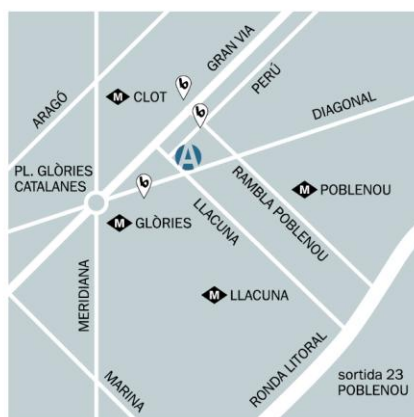 GRAN VIA
ARAGÓ
M CLOT
PERÚ
DIAGONAL
PL. GLÒRIES
CATALANES
A
M GLÒRIES
LLACUNA
RAMBLA POBLENOU
M POBLENOU
MERIDIANA
M LLACUNA
MARINA
RONDA LITORAL
sortida 23
POBLENOU